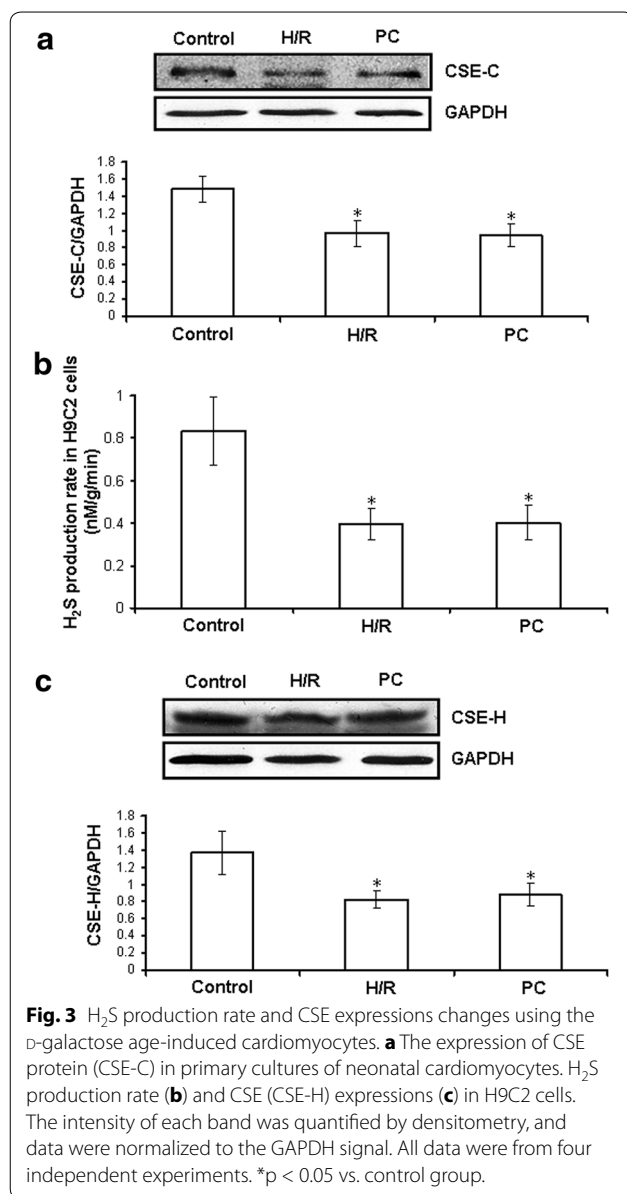 a
Control H/R PC
CSE-C
GAPDH
CSE-C/GAPDH
1.8
1.6
1.4
1.2
1
0.8
0.6
0.4
0.2
0
* *
Control H/R PC
b
H₂S production rate in H9C2 cells
(nM/g/min)
1
0.8
0.6
0.4
0.2
0
* *
Control H/R PC
c
Control H/R PC
CSE-H
GAPDH
CSE-H/GAPDH
1.8
1.6
1.4
1.2
1
0.8
0.6
0.4
0.2
0
* *
Control H/R PC
Fig. 3 H₂S production rate and CSE expressions changes using the
D-galactose age-induced cardiomyocytes. a The expression of CSE
protein (CSE-C) in primary cultures of neonatal cardiomyocytes. H₂S
production rate (b) and CSE (CSE-H) expressions (c) in H9C2 cells.
The intensity of each band was quantified by densitometry, and
data were normalized to the GAPDH signal. All data were from four
independent experiments. *p < 0.05 vs. control group.